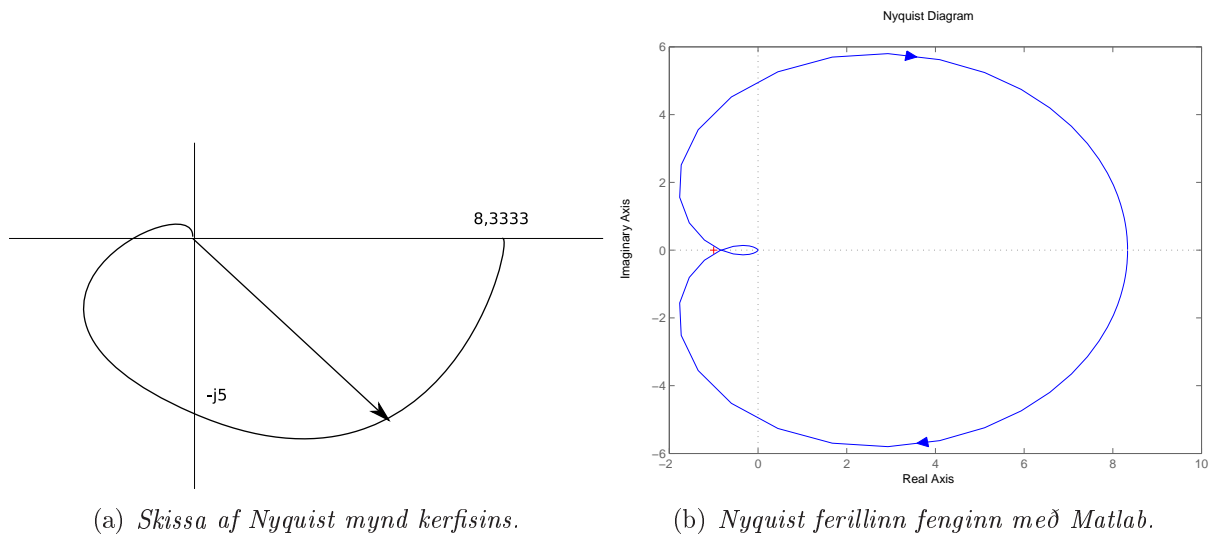 8,3333
-j5
(a) Skissa af Nyquist mynd kerfisins.
Nyquist Diagram
Imaginary Axis
6
4
2
0
−2
−4
−6
−2 0 2 4 6 8 10
Real Axis
(b) Nyquist ferillinn fenginn með Matlab.